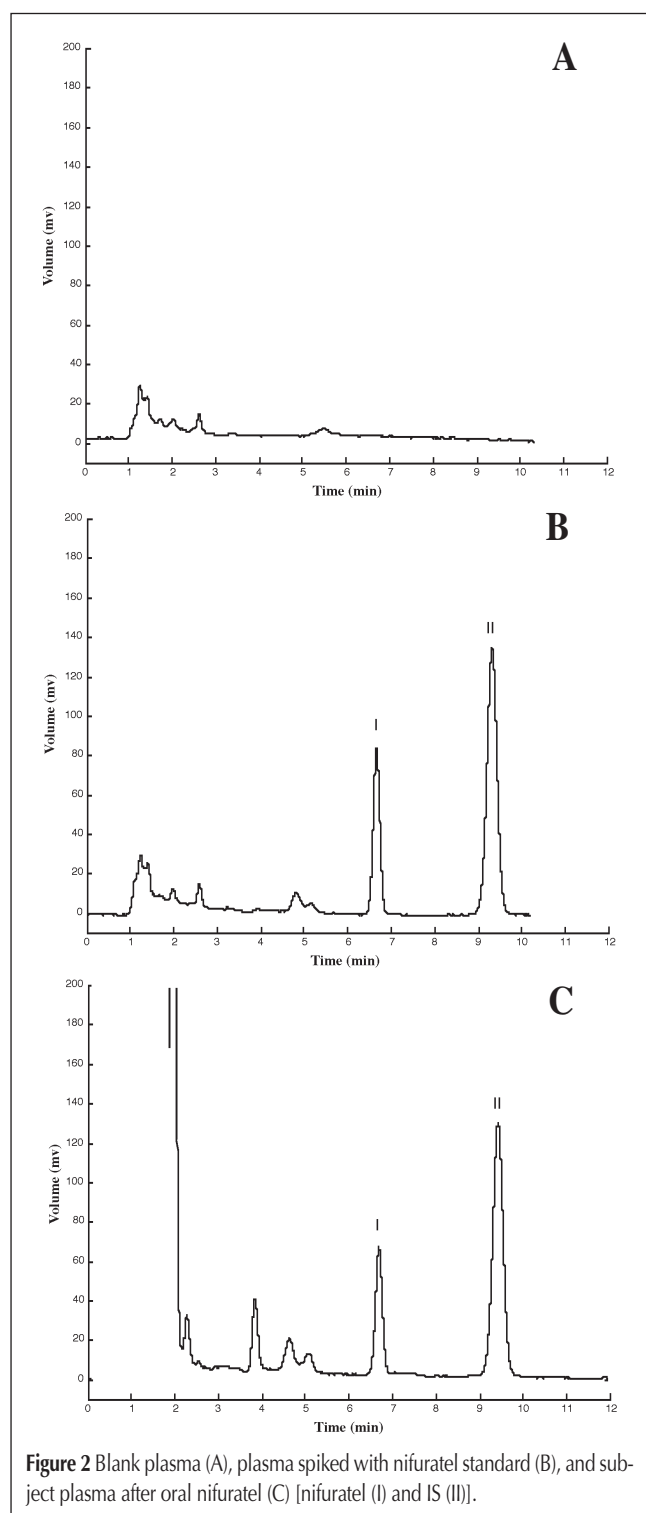 A
200
180
160
140
120
100
80
60
40
20
0
Volume (mv)
0 1 2 3 4 5 6 7 8 9 10 11 12
Time (min)
B
200
180
160
140
120
100
80
60
40
20
0
Volume (mv)
I
II
0 1 2 3 4 5 6 7 8 9 10 11 12
Time (min)
C
200
180
160
140
120
100
80
60
40
20
0
Volume (mv)
I
II
0 1 2 3 4 5 6 7 8 9 10 11 12
Time (min)
Figure 2 Blank plasma (A), plasma spiked with nifuratel standard (B), and sub-
ject plasma after oral nifuratel (C) [nifuratel (I) and IS (II)].